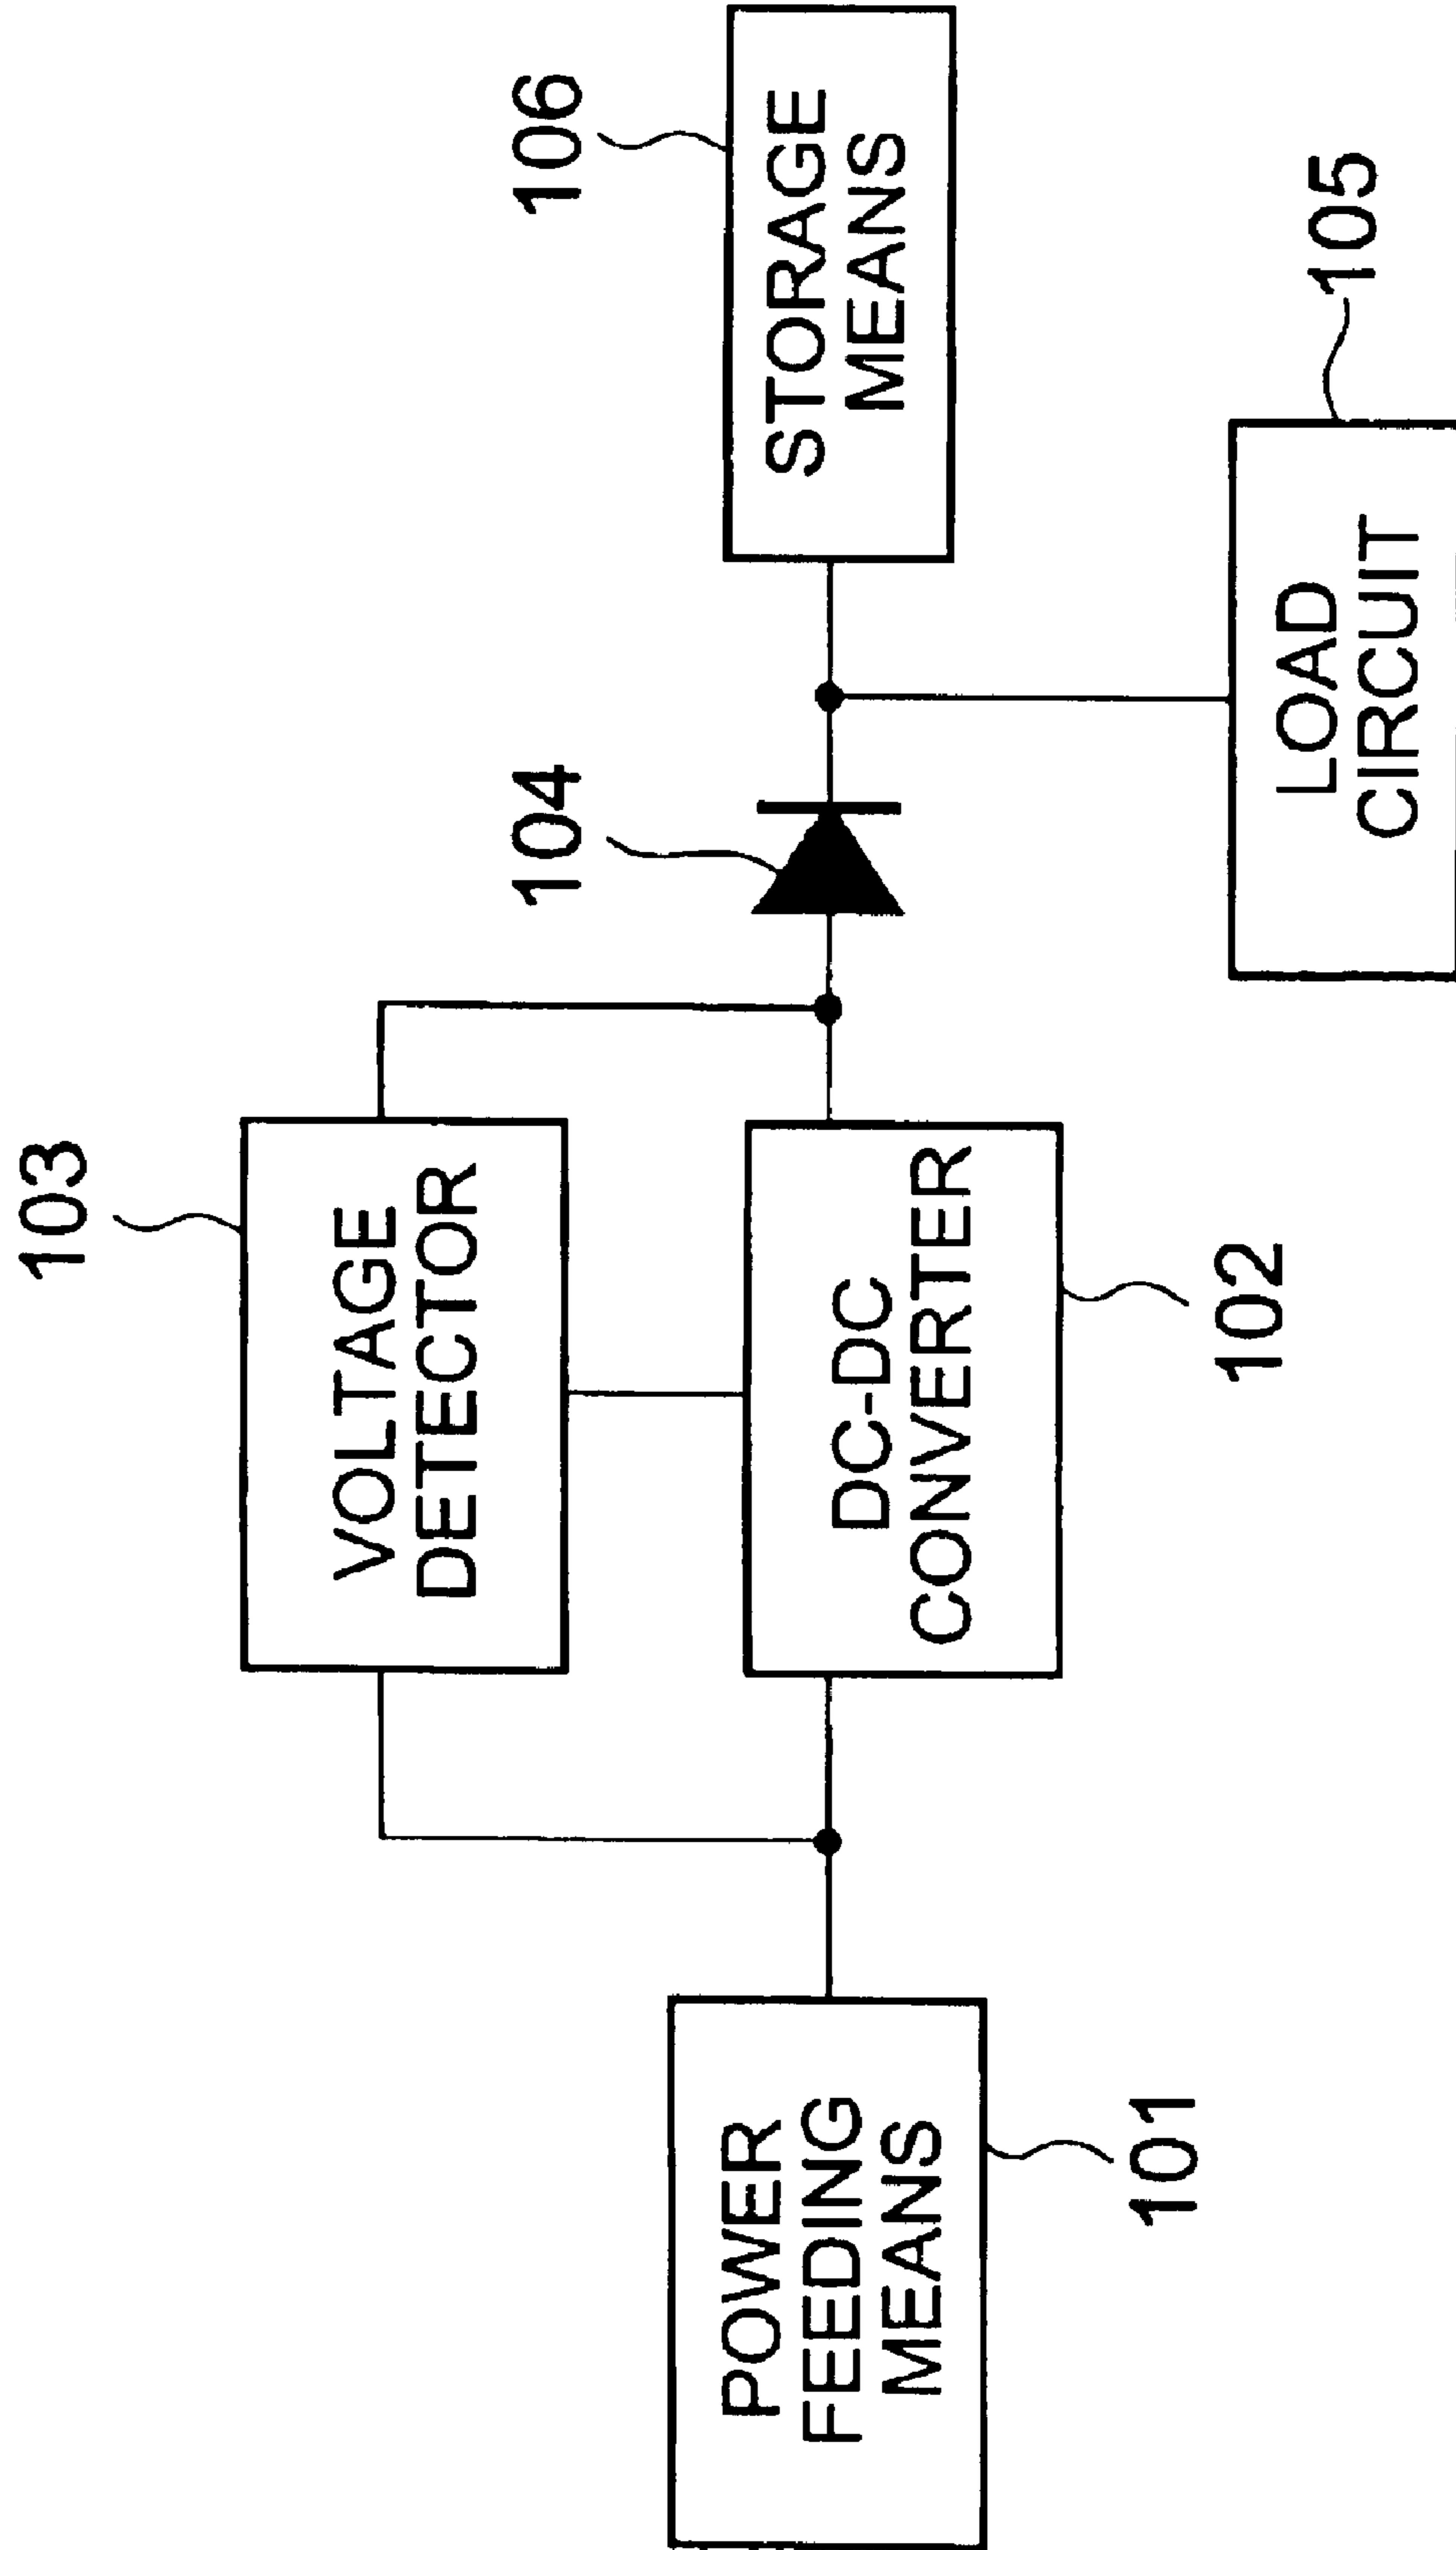 103
VOLTAGE
DETECTOR
104
106
STORAGE
MEANS
POWER
FEEDING
MEANS
101
DC-DC
CONVERTER
102
LOAD
CIRCUIT
105